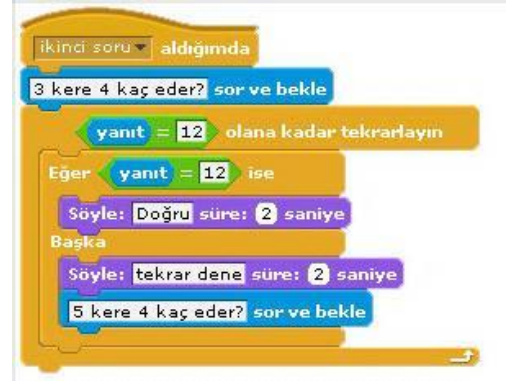 ikinci soru aldığımda
3 kere 4 kaç eder? sor ve bekle
yanıt = 12 olana kadar tekrarlayın
Eğer yanıt = 12 ise
Söyle: Doğru süre: 2 saniye
Başka
Söyle: tekrar dene süre: 2 saniye
5 kere 4 kaç eder? sor ve bekle